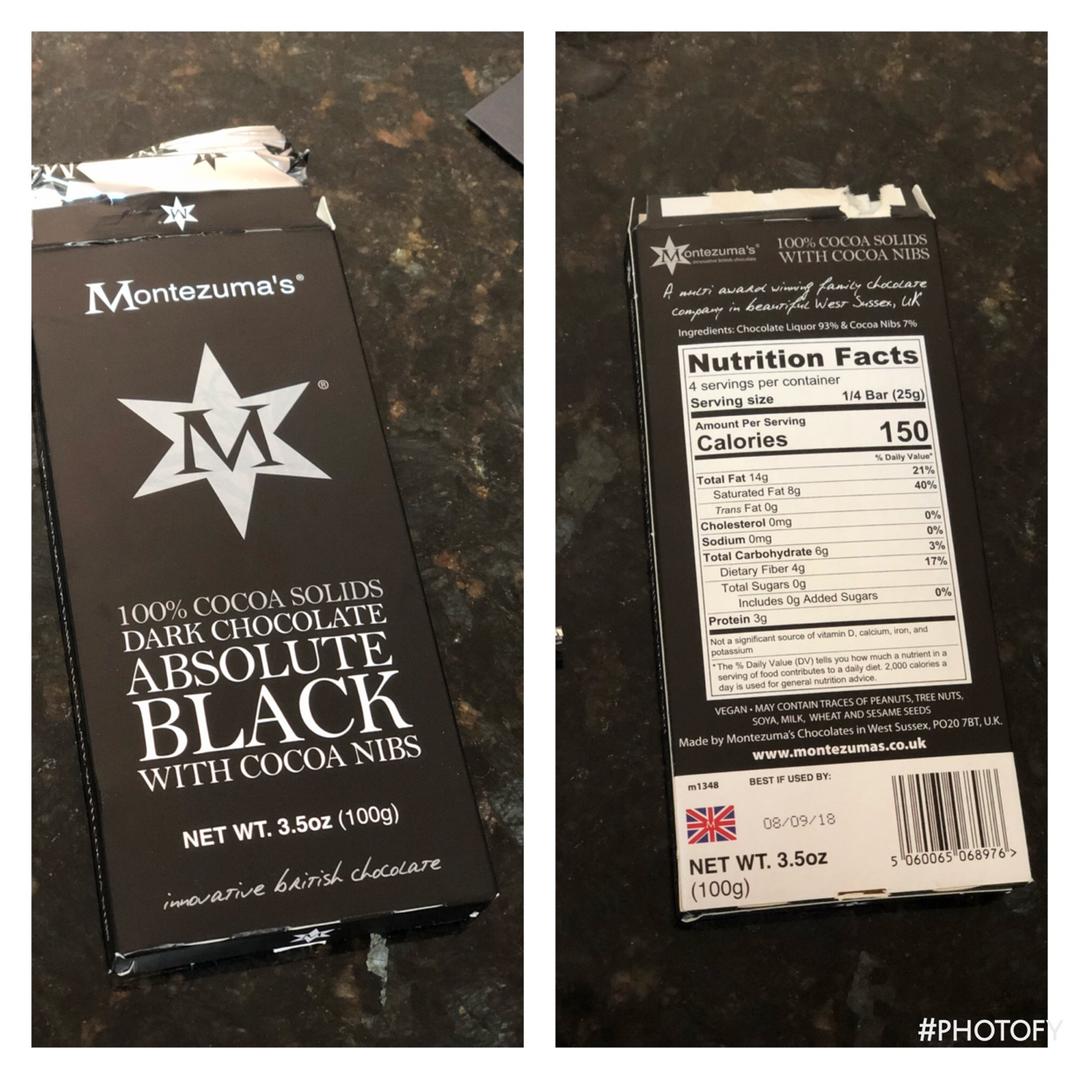 Montezuma's®
M
®
100% COCOA SOLIDS
DARK CHOCOLATE
ABSOLUTE
BLACK
WITH COCOA NIBS
NET WT. 3.5oz (100g)
innovative british chocolate
Montezuma's®
innovative british chocolate
100% COCOA SOLIDS
WITH COCOA NIBS
A multi award winning family chocolate
company in beautiful West Sussex, UK
Ingredients: Chocolate Liquor 93% & Cocoa Nibs 7%
Nutrition Facts
4 servings per container
Serving size 1/4 Bar (25g)
Amount Per Serving
Calories 150
% Daily Value*
Total Fat 14g 21%
Saturated Fat 8g 40%
Trans Fat 0g
Cholesterol 0mg 0%
Sodium 0mg 0%
Total Carbohydrate 6g 3%
Dietary Fiber 4g 17%
Total Sugars 0g
Includes 0g Added Sugars 0%
Protein 3g
Not a significant source of vitamin D, calcium, iron, and
potassium
*The % Daily Value (DV) tells you how much a nutrient in a
serving of food contributes to a daily diet. 2,000 calories a
day is used for general nutrition advice.
VEGAN • MAY CONTAIN TRACES OF PEANUTS, TREE NUTS,
SOYA, MILK, WHEAT AND SESAME SEEDS
Made by Montezuma's Chocolates in West Sussex, PO20 7BT, U.K.
www.montezumas.co.uk
m1348 BEST IF USED BY:
M
08/09/18
NET WT. 3.5oz
(100g)
5 060065 068976 >
#PHOTOFY